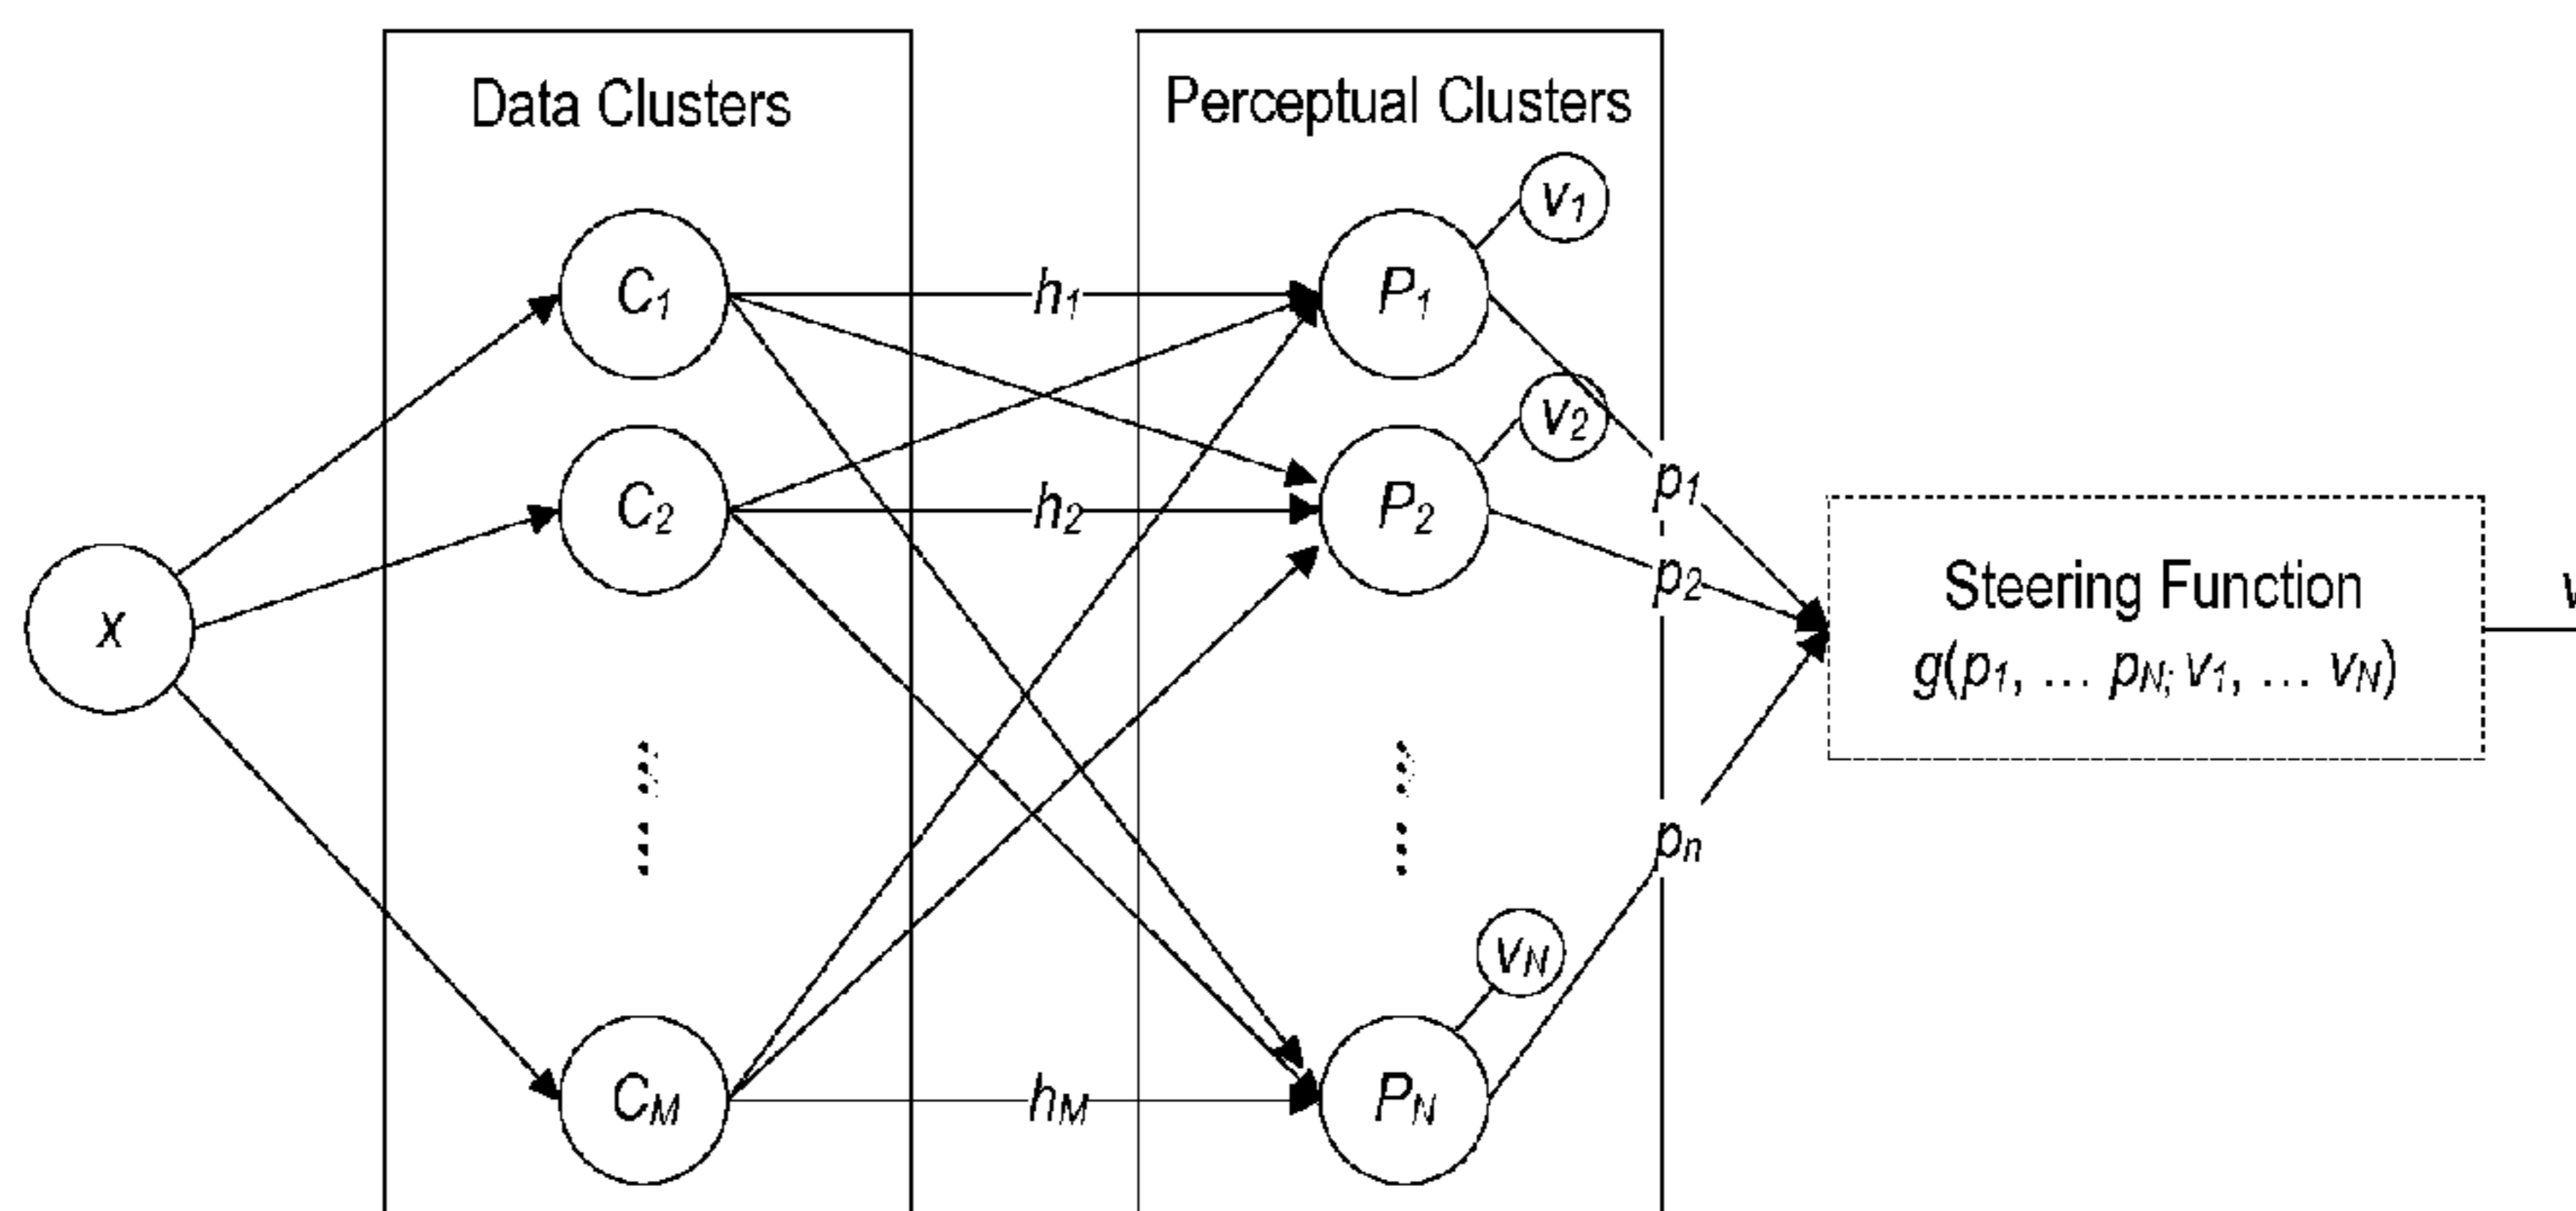 Data Clusters
Perceptual Clusters
v1
C1
h1
P1
v2
C2
h2
P2
p1
p2
x
Steering Function
g(p1, ... pN; v1, ... vN)
v
pn
vN
CM
hM
PN